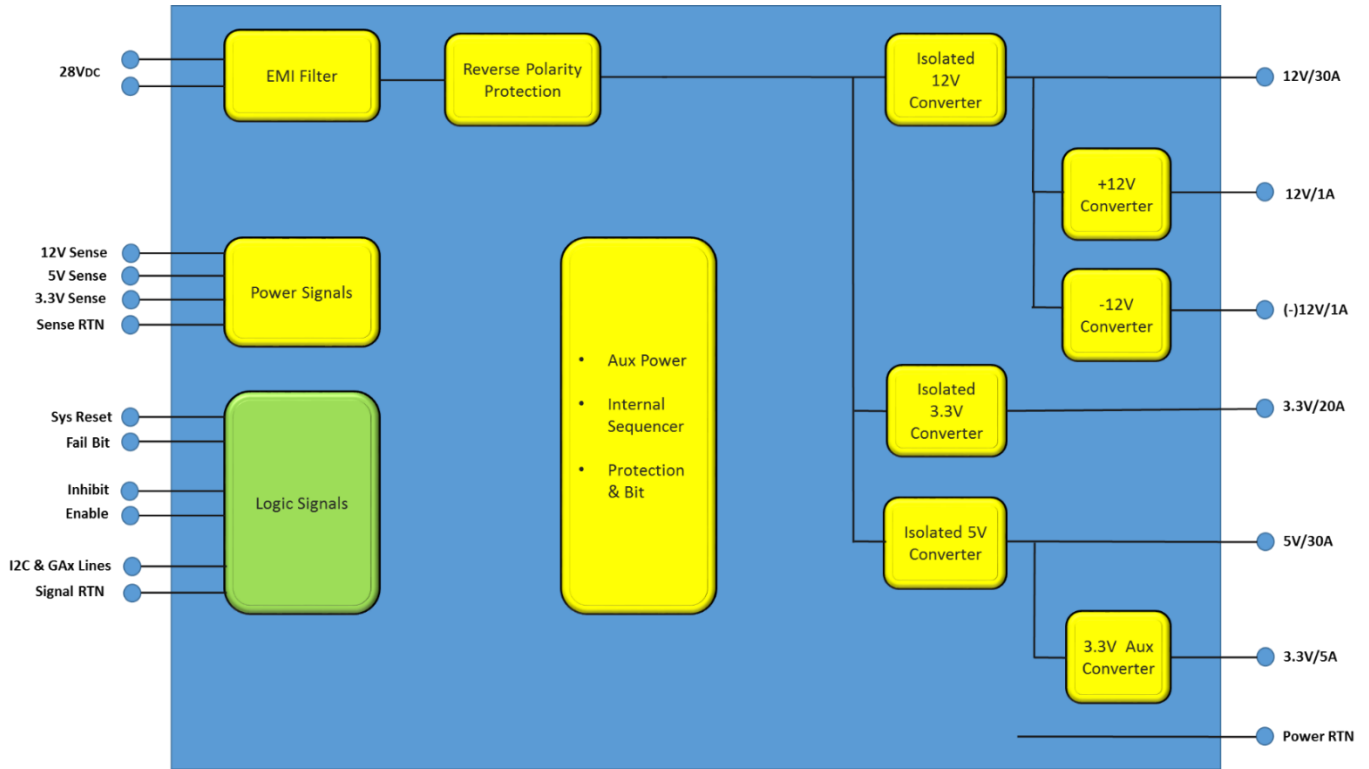 28VDC
EMI Filter
Reverse Polarity
Protection
Isolated
12V
Converter
12V/30A
+12V
Converter
12V/1A
-12V
Converter
(-)12V/1A
12V Sense
5V Sense
3.3V Sense
Sense RTN
Power Signals
• Aux Power
• Internal
Sequencer
• Protection
& Bit
Isolated
3.3V
Converter
3.3V/20A
Sys Reset
Fail Bit
Inhibit
Enable
I2C & GAx Lines
Signal RTN
Logic Signals
Isolated 5V
Converter
5V/30A
3.3V Aux
Converter
3.3V/5A
Power RTN